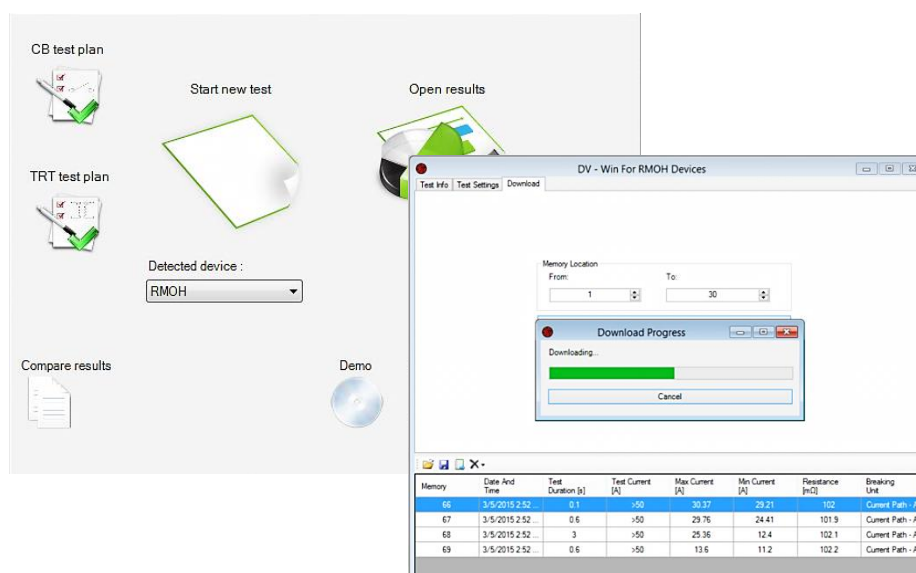 CB test plan
Start new test
Open results
TRT test plan
Detected device :
RMOH
Compare results
Demo
DV - Win For RMOH Devices
Test Info Test Settings Download
Memory Location
From: To:
1 30
Download Progress
Downloading...
Cancel
Memory Date And Time Test Duration [s] Test Current [A] Max Current [A] Min Current [A] Resistance [mΩ] Breaking Unit
66 3/5/2015 2:52 ... 0.1 >50 30.37 29.21 102 Current Path - A
67 3/5/2015 2:52 ... 0.6 >50 29.76 24.41 101.9 Current Path - A
68 3/5/2015 2:52 ... 3 >50 25.36 12.4 102.1 Current Path - A
69 3/5/2015 2:52 ... 0.6 >50 13.6 11.2 102.2 Current Path - A